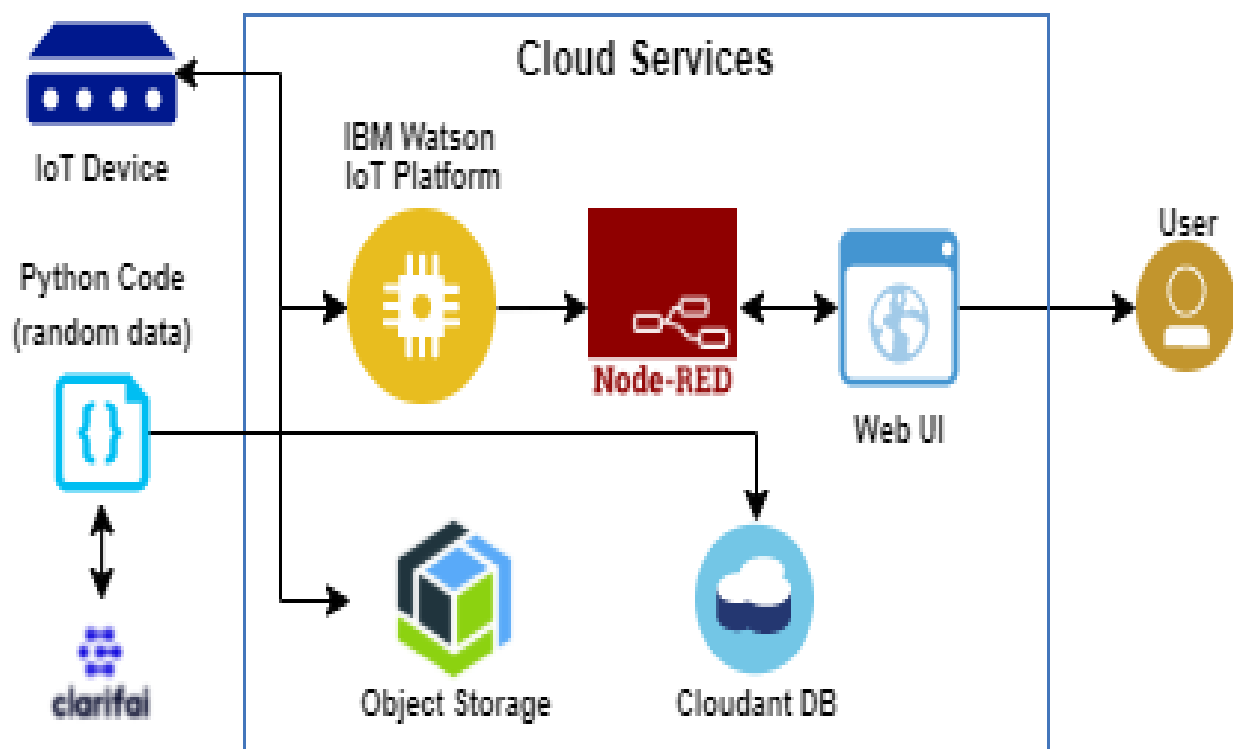 Cloud Services
IoT Device
IBM Watson
IoT Platform
User
Python Code
(random data)
Node-RED
Web UI
{}
clarifai
Object Storage
Cloudant DB